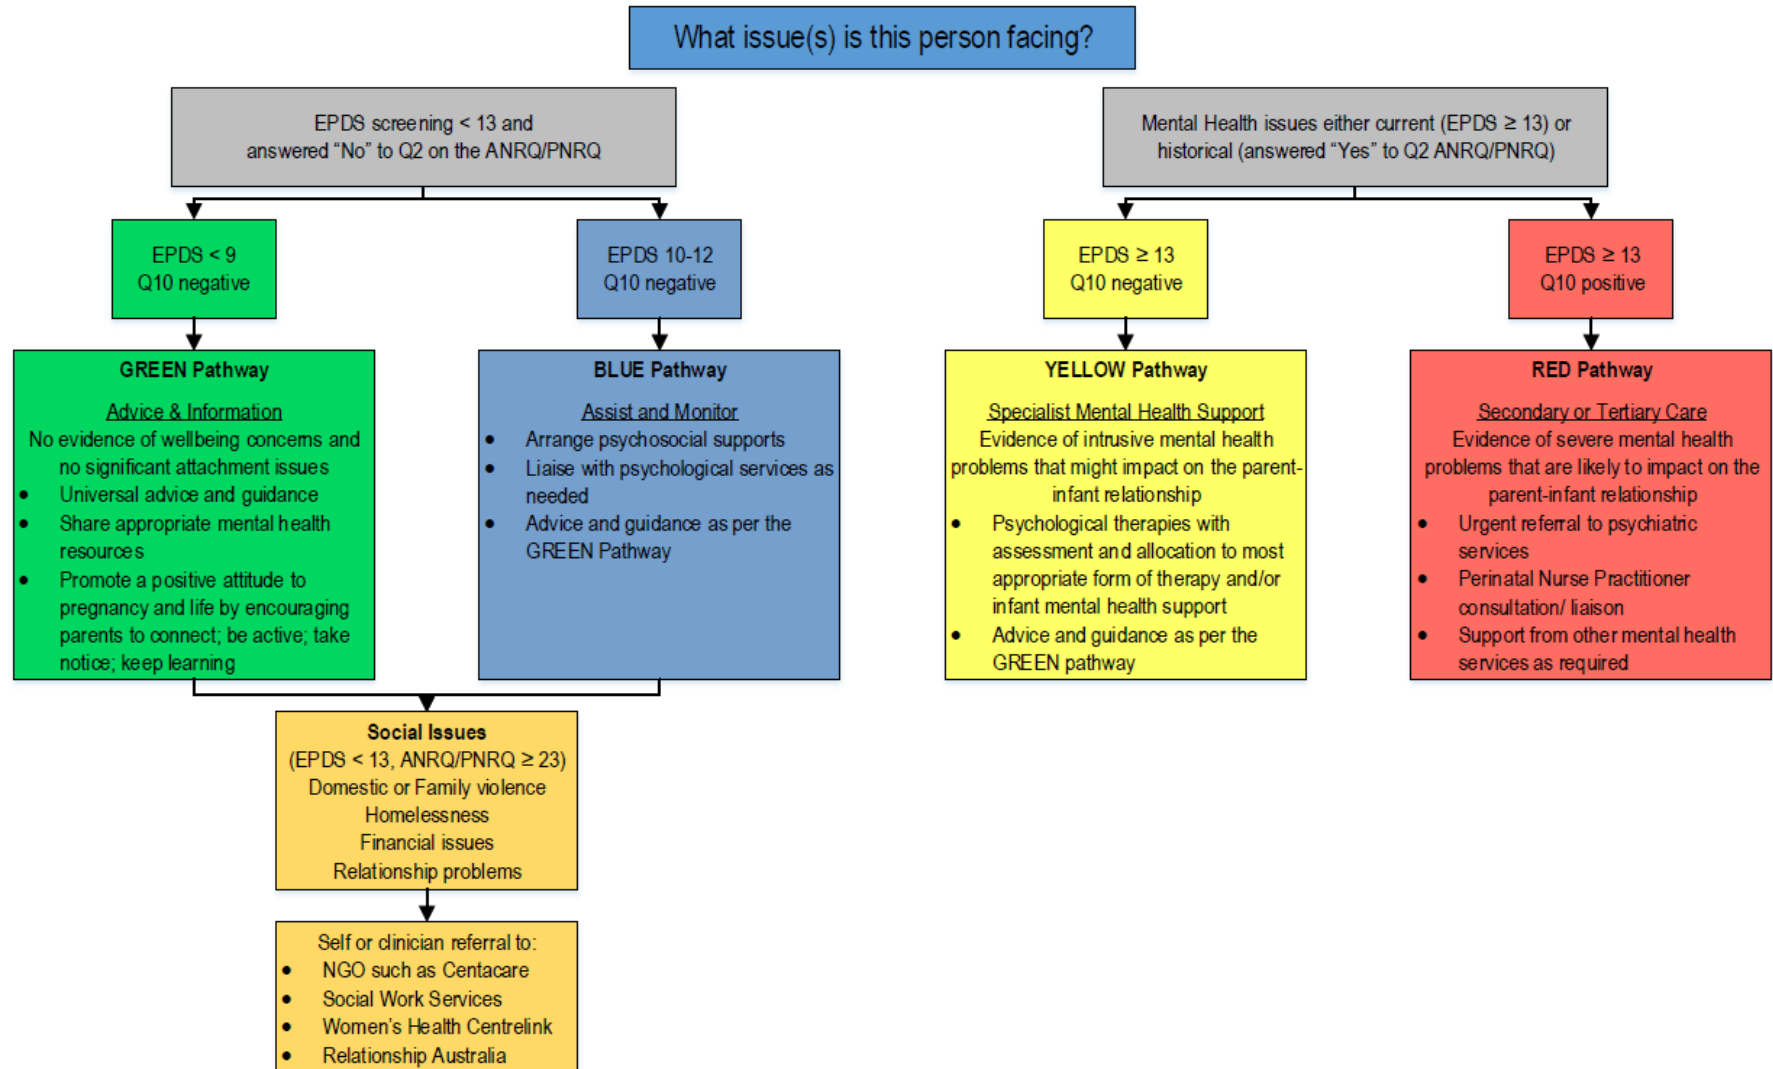 What issue(s) is this person facing?
EPDS screening < 13 and
answered “No” to Q2 on the ANRQ/PNRQ
Mental Health issues either current (EPDS ≥ 13) or
historical (answered “Yes” to Q2 ANRQ/PNRQ)
EPDS < 9
Q10 negative
EPDS 10-12
Q10 negative
EPDS ≥ 13
Q10 negative
EPDS ≥ 13
Q10 positive
GREEN Pathway
Advice & Information
No evidence of wellbeing concerns and
no significant attachment issues
• Universal advice and guidance
• Share appropriate mental health
resources
• Promote a positive attitude to
pregnancy and life by encouraging
parents to connect; be active; take
notice; keep learning
BLUE Pathway
Assist and Monitor
• Arrange psychosocial supports
• Liaise with psychological services as
needed
• Advice and guidance as per the
GREEN Pathway
YELLOW Pathway
Specialist Mental Health Support
Evidence of intrusive mental health
problems that might impact on the parent-
infant relationship
• Psychological therapies with
assessment and allocation to most
appropriate form of therapy and/or
infant mental health support
• Advice and guidance as per the
GREEN pathway
RED Pathway
Secondary or Tertiary Care
Evidence of severe mental health
problems that are likely to impact on the
parent-infant relationship
• Urgent referral to psychiatric
services
• Perinatal Nurse Practitioner
consultation/ liaison
• Support from other mental health
services as required
Social Issues
(EPDS < 13, ANRQ/PNRQ ≥ 23)
Domestic or Family violence
Homelessness
Financial issues
Relationship problems
Self or clinician referral to:
• NGO such as Centacare
• Social Work Services
• Women’s Health Centrelink
• Relationship Australia